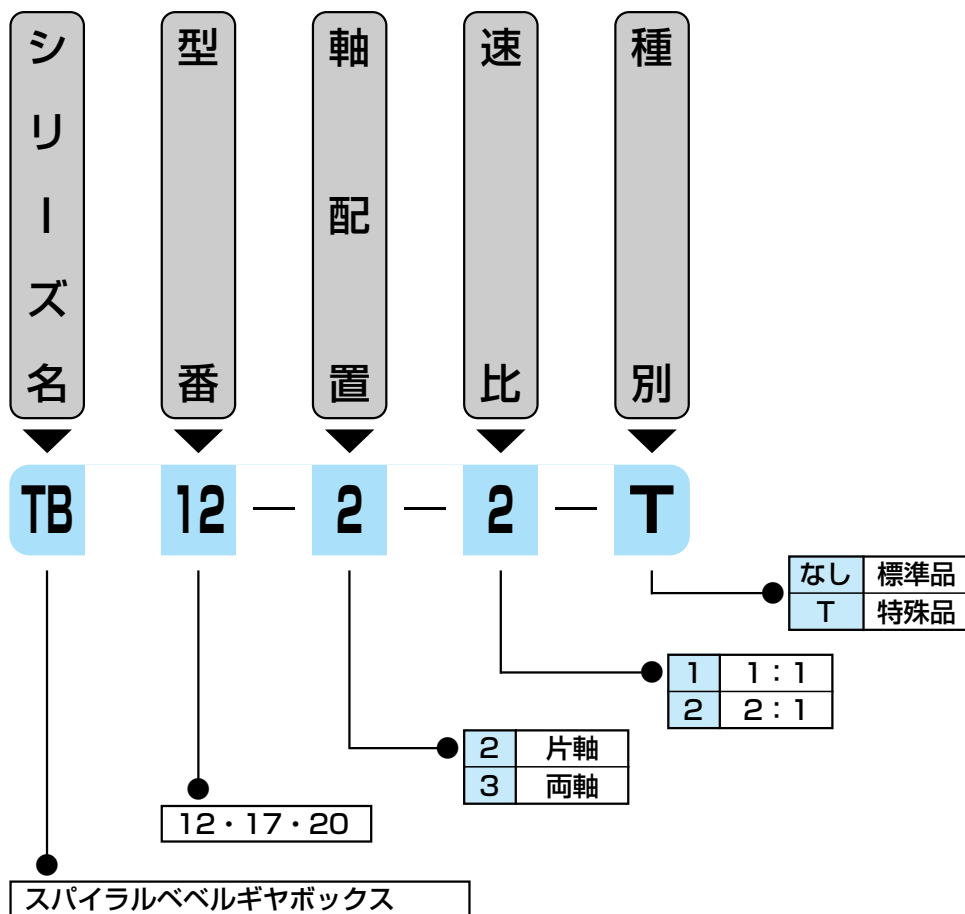 シリーズ名
型番
軸配置
速比
種別
TB 12 — 2 — 2 — T
なし 標準品
T 特殊品
1 1：1
2 2：1
2 片軸
3 両軸
12・17・20
スパイラルベベルギヤボックス